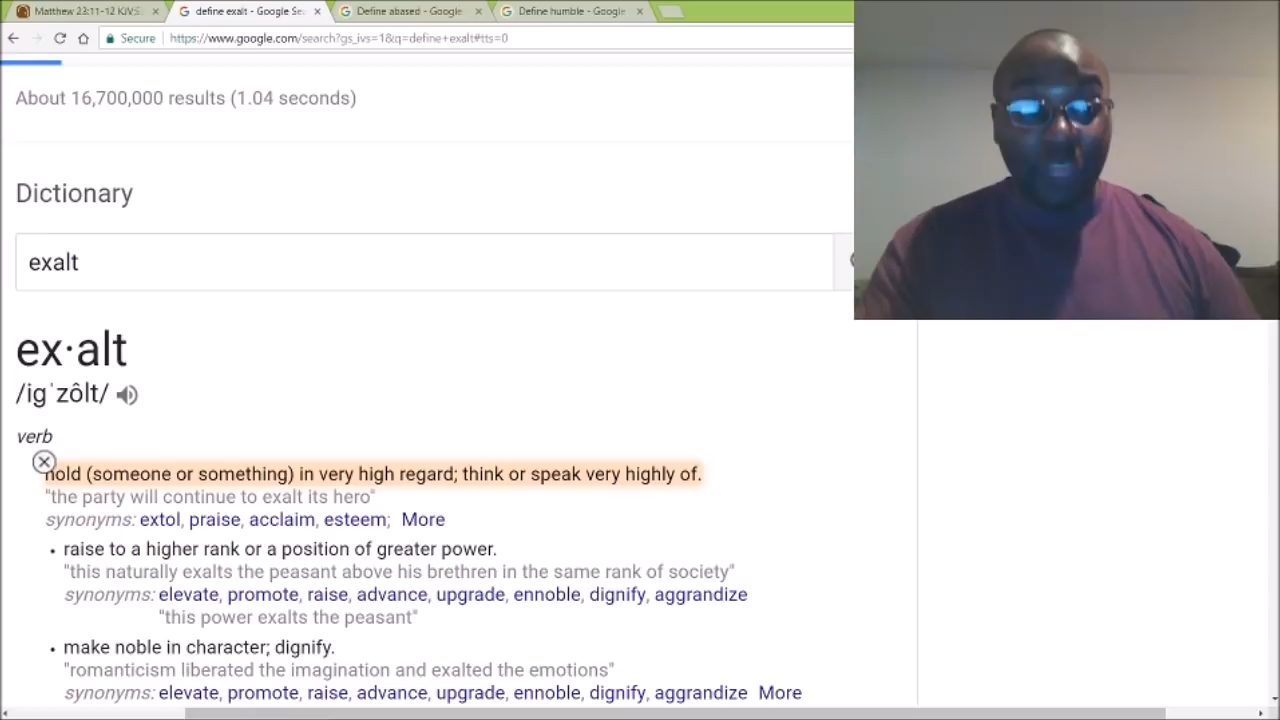 Matthew 23:11-12 KJV;
define exalt - Google Se
Define abased - Google
Define humble - Google
Secure
https://www.google.com/search?gs_ivs=1&q=define+exalt#tts=0
About 16,700,000 results (1.04 seconds)
Dictionary
exalt
ex·alt
/igˈzôlt/
verb
hold (someone or something) in very high regard; think or speak very highly of.
"the party will continue to exalt its hero"
synonyms: extol, praise, acclaim, esteem; More
• raise to a higher rank or a position of greater power.
"this naturally exalts the peasant above his brethren in the same rank of society"
synonyms: elevate, promote, raise, advance, upgrade, ennoble, dignify, aggrandize
"this power exalts the peasant"
• make noble in character; dignify.
"romanticism liberated the imagination and exalted the emotions"
synonyms: elevate, promote, raise, advance, upgrade, ennoble, dignify, aggrandize More